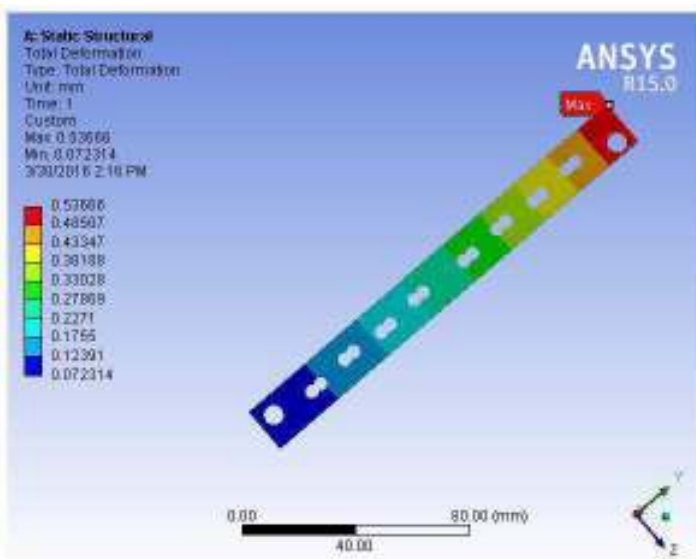 A: Static Structural
Total Deformation
Type: Total Deformation
Unit: mm
Time: 1
Custom
Max: 0.53666
Min: 0.072314
3/30/2016 2:16 PM
ANSYS
R15.0
Max
0.53666
0.48507
0.43347
0.38188
0.33028
0.27869
0.2271
0.1755
0.12391
0.072314
0.00
80.00 (mm)
40.00
Y
Z